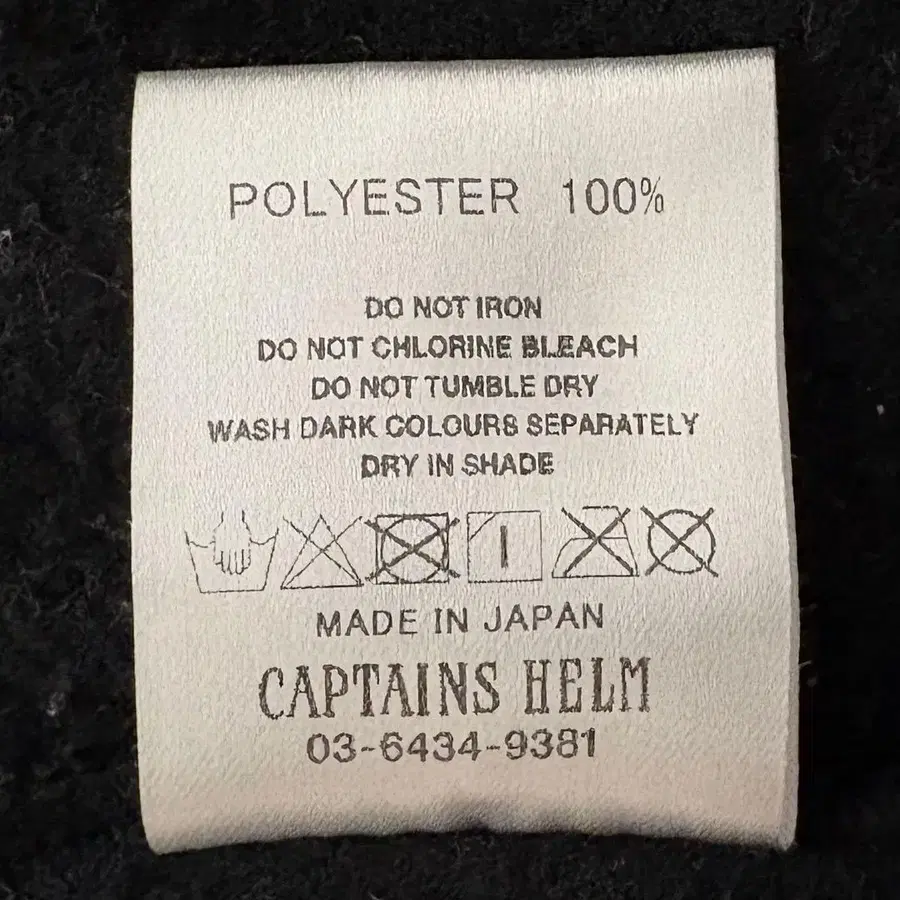 POLYESTER 100%
DO NOT IRON
DO NOT CHLORINE BLEACH
DO NOT TUMBLE DRY
WASH DARK COLOURS SEPARATELY
DRY IN SHADE
MADE IN JAPAN
CAPTAINS HELM
03-6434-9381